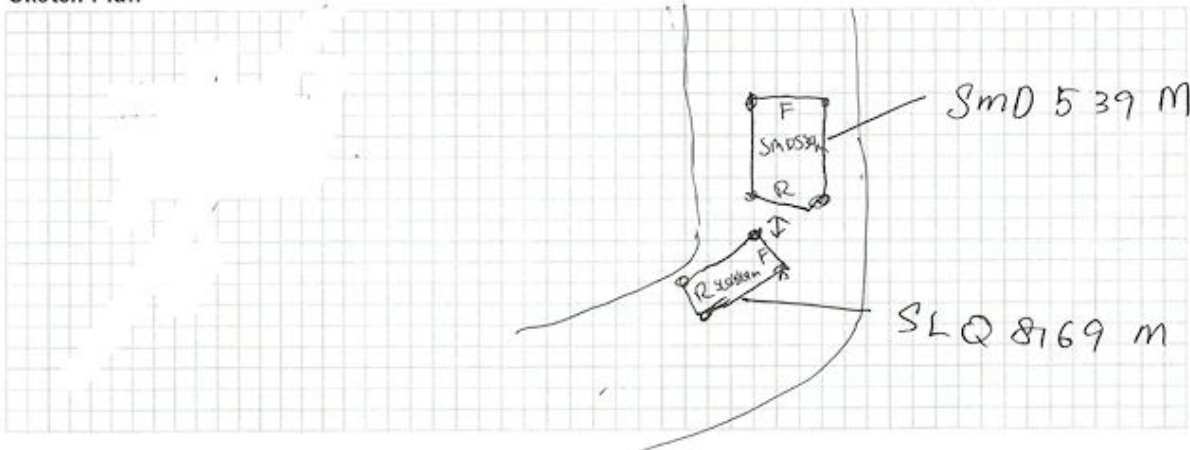 Sketch Plan
F
SMD539M
SmD 539 M
R
F
R
SLQ 8169 m